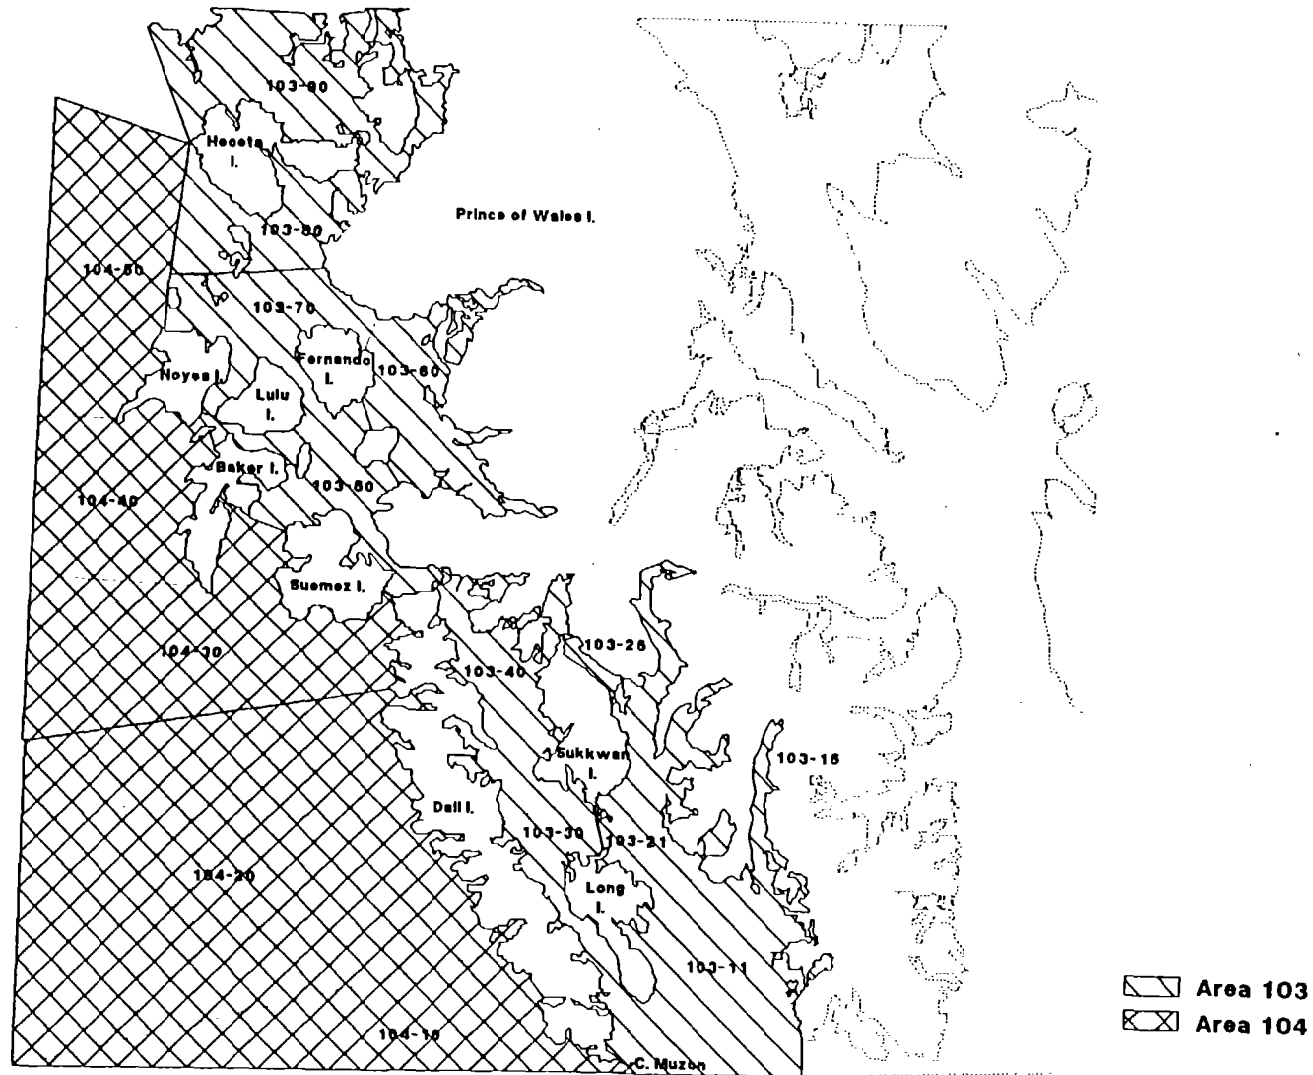 103-90
Heceta
I.
Prince of Wales I.
103-80
104-50
103-70
Fernando
I.
103-60
Noyes I.
Lulu
I.
Baker I.
103-50
104-40
Suemez I.
104-30
103-25
103-40
Sukkwan
I.
103-15
Dall I.
103-30
103-21
104-20
Long
I.
103-11
104-10
C. Muzon
Area 103
Area 104